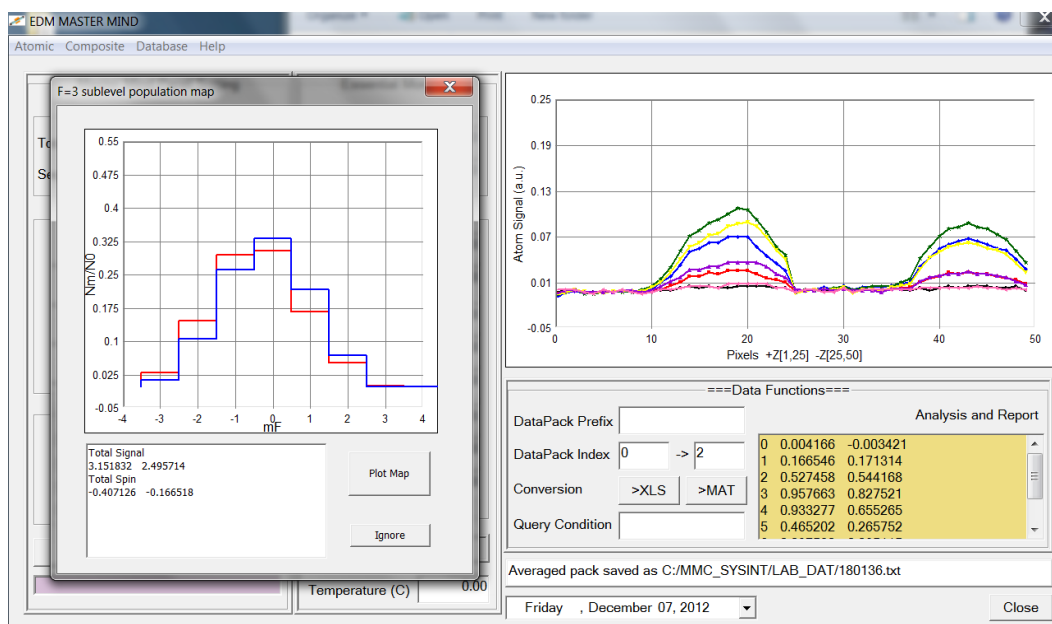 EDM MASTER MIND
Atomic Composite Database Help
F=3 sublevel population map
0.55
0.475
0.4
0.325
0.25
0.175
0.1
0.025
-0.05
Nm/N0
-4 -3 -2 -1 0 1 2 3 4
mF
Total Signal
3.151832 2.495714
Total Spin
-0.407126 -0.166518
Plot Map
Ignore
Temperature (C) 0.00
0.25
0.19
0.13
0.07
0.01
-0.05
Atom Signal (a.u.)
0 10 20 30 40 50
Pixels +Z[1,25] -Z[25,50]
===Data Functions===
DataPack Prefix
Analysis and Report
DataPack Index 0 -> 2
Conversion >XLS >MAT
Query Condition
0 0.004166 -0.003421
1 0.166546 0.171314
2 0.527458 0.544168
3 0.957663 0.827521
4 0.933277 0.655265
5 0.465202 0.265752
Averaged pack saved as C:/MMC_SYSINT/LAB_DAT/180136.txt
Friday , December 07, 2012
Close